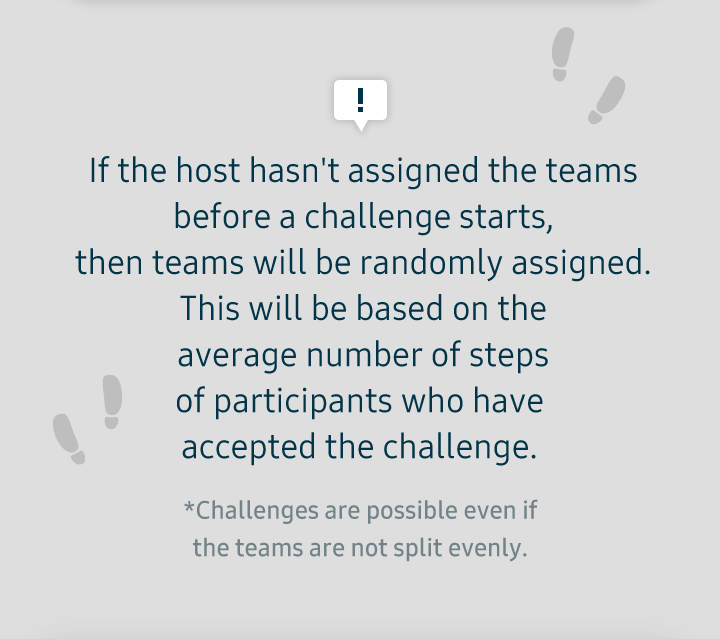 !
If the host hasn't assigned the teams
before a challenge starts,
then teams will be randomly assigned.
This will be based on the
average number of steps
of participants who have
accepted the challenge.
*Challenges are possible even if
the teams are not split evenly.